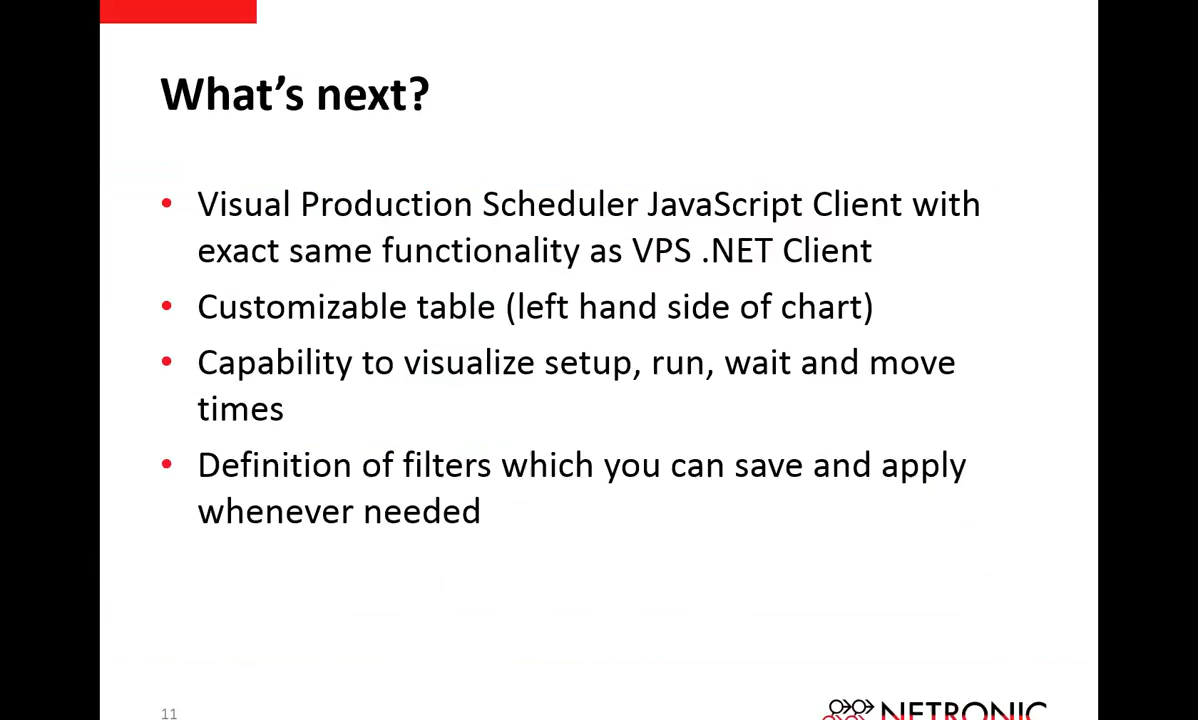 What’s next?
• Visual Production Scheduler JavaScript Client with
exact same functionality as VPS .NET Client
• Customizable table (left hand side of chart)
• Capability to visualize setup, run, wait and move
times
• Definition of filters which you can save and apply
whenever needed
11
NETRONIC